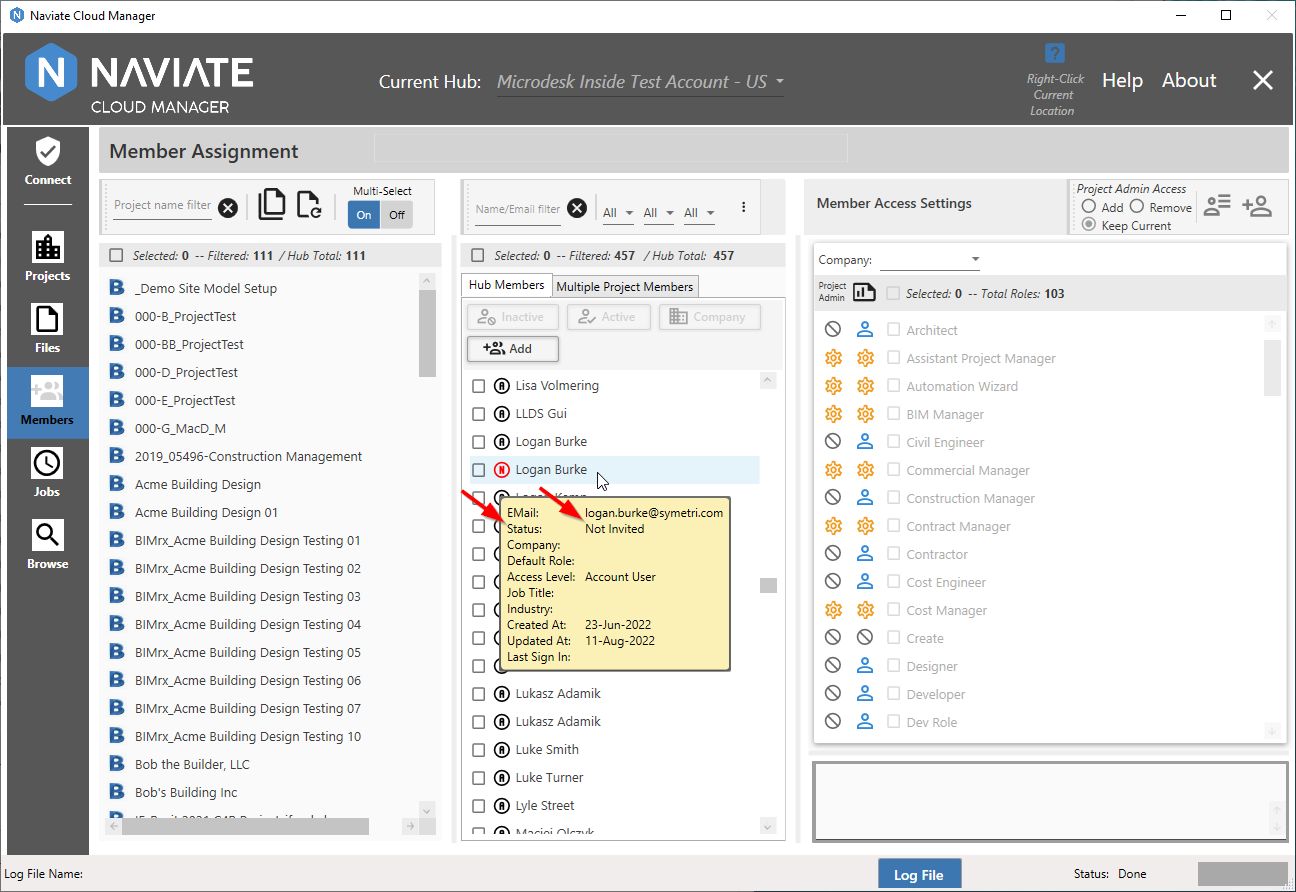 Naviate Cloud Manager
NAVIATE
CLOUD MANAGER
Current Hub: Microdesk Inside Test Account - US
?
Right-Click
Current
Location
Help About
Connect
Projects
Files
Members
Jobs
Browse
Member Assignment
Project name filter
Multi-Select
On Off
Selected: 0 -- Filtered: 111 / Hub Total: 111
_Demo Site Model Setup
000-B_ProjectTest
000-BB_ProjectTest
000-D_ProjectTest
000-E_ProjectTest
000-G_MacD_M
2019_05496-Construction Management
Acme Building Design
Acme Building Design 01
BIMrx_Acme Building Design Testing 01
BIMrx_Acme Building Design Testing 02
BIMrx_Acme Building Design Testing 03
BIMrx_Acme Building Design Testing 04
BIMrx_Acme Building Design Testing 05
BIMrx_Acme Building Design Testing 06
BIMrx_Acme Building Design Testing 07
BIMrx_Acme Building Design Testing 10
Bob the Builder, LLC
Bob's Building Inc
Name/Email filter
All All All
Selected: 0 -- Filtered: 457 / Hub Total: 457
Hub Members Multiple Project Members
Inactive Active Company
Add
Lisa Volmering
LLDS Gui
Logan Burke
Logan Burke
EMail: logan.burke@symetri.com
Status: Not Invited
Company:
Default Role:
Access Level: Account User
Job Title:
Industry:
Created At: 23-Jun-2022
Updated At: 11-Aug-2022
Last Sign In:
Lukasz Adamik
Lukasz Adamik
Luke Smith
Luke Turner
Lyle Street
Maciej Olczyk
Member Access Settings
Project Admin Access
Add Remove
Keep Current
Company:
Project
Admin
Selected: 0 -- Total Roles: 103
Architect
Assistant Project Manager
Automation Wizard
BIM Manager
Civil Engineer
Commercial Manager
Construction Manager
Contract Manager
Contractor
Cost Engineer
Cost Manager
Create
Designer
Developer
Dev Role
Log File Name:
Log File
Status: Done